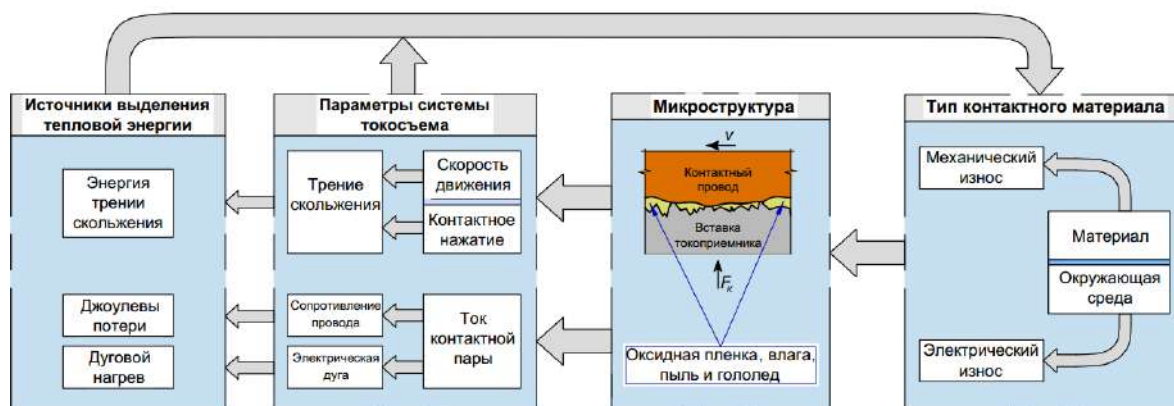 Источники выделения
тепловой энергии
Энергия
трении
скольжения
Джоулевы
потери
Дуговой
нагрев
Параметры системы
токосъема
Трение
скольжения
Скорость
движения
Контактное
нажатие
Сопротивление
провода
Электрическая
дуга
Ток
контактной
пары
Микроструктура
v
Контактный
провод
Вставка
токоприемника
Fк
Оксидная пленка, влага,
пыль и гололед
Тип контактного материала
Механический
износ
Материал
Окружающая
среда
Электрический
износ